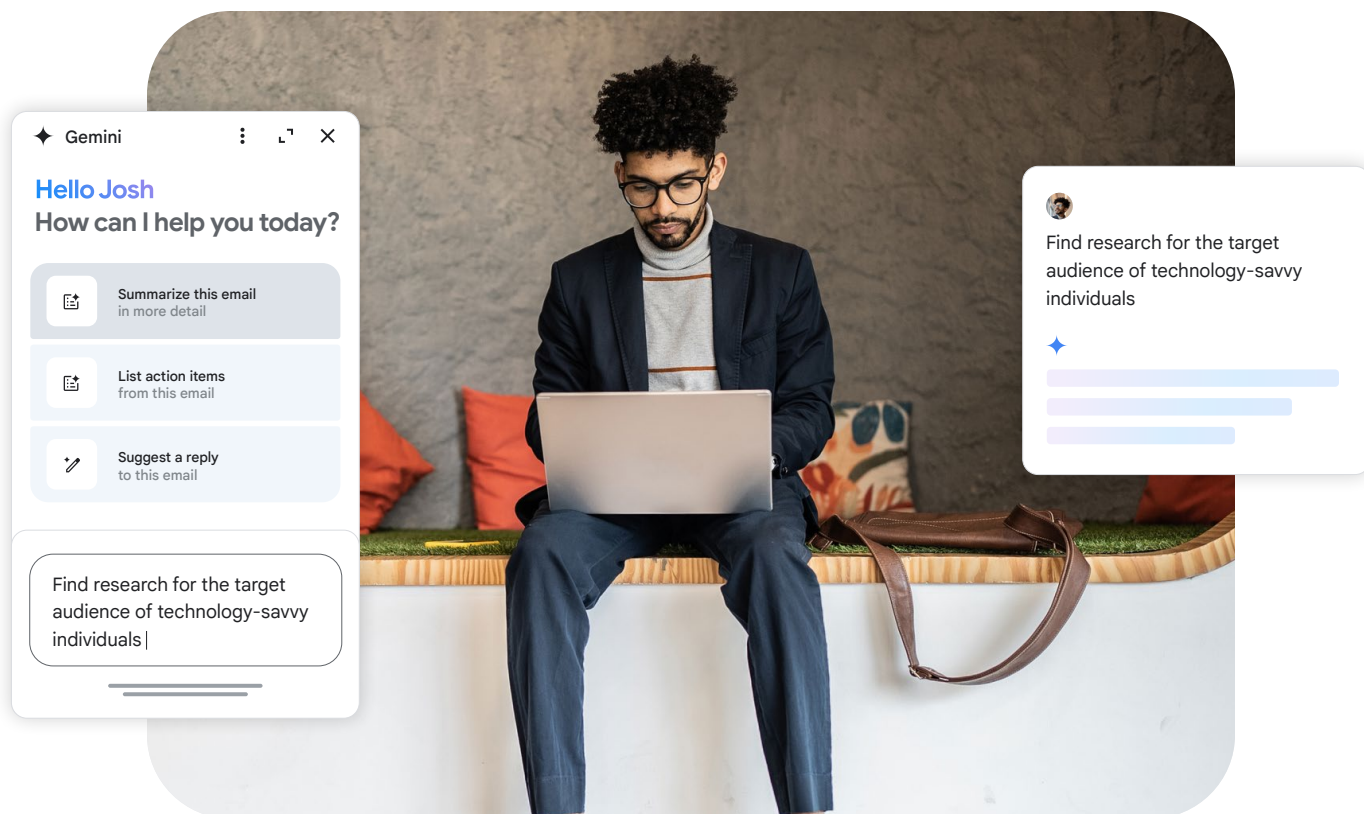 Gemini
Hello Josh
How can I help you today?
Summarize this email
in more detail
List action items
from this email
Suggest a reply
to this email
Find research for the target
audience of technology-savvy
individuals
Find research for the target
audience of technology-savvy
individuals